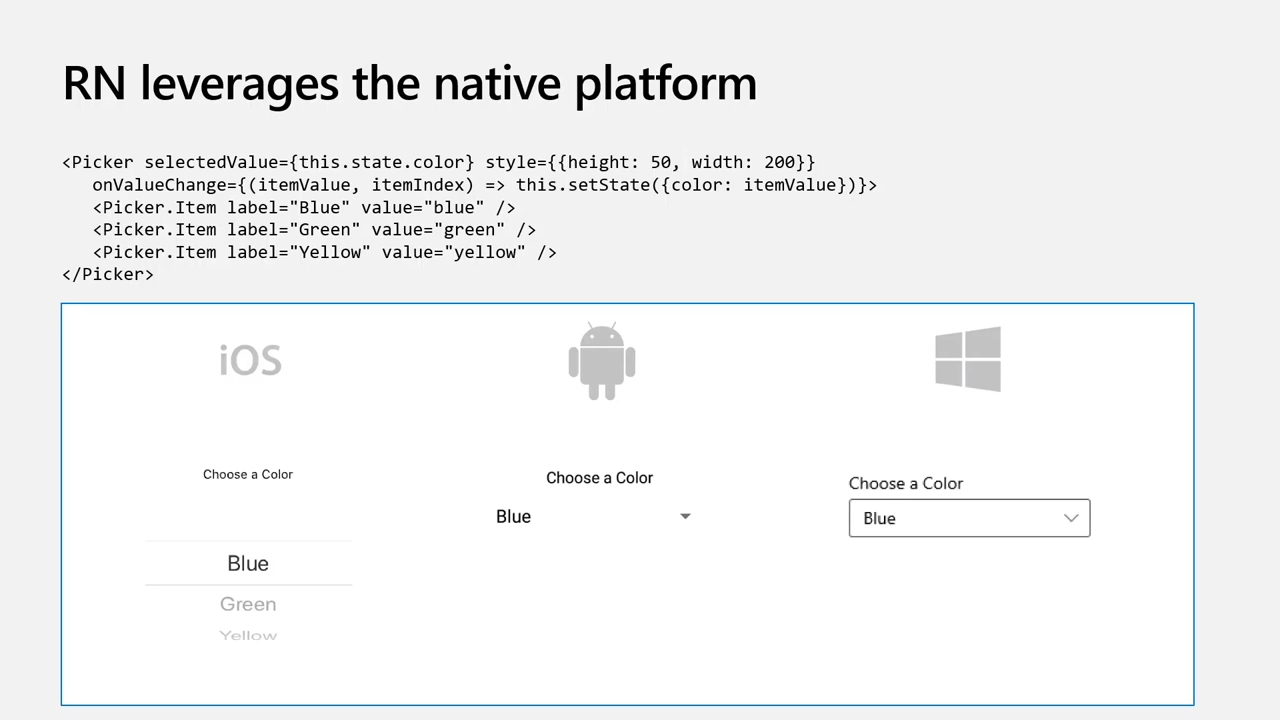 RN leverages the native platform
<Picker selectedValue={this.state.color} style={{height: 50, width: 200}}
   onValueChange={(itemValue, itemIndex) => this.setState({color: itemValue})}>
   <Picker.Item label="Blue" value="blue" />
   <Picker.Item label="Green" value="green" />
   <Picker.Item label="Yellow" value="yellow" />
</Picker>
iOS
Choose a Color
Blue
Green
Yellow
Choose a Color
Blue
Choose a Color
Blue